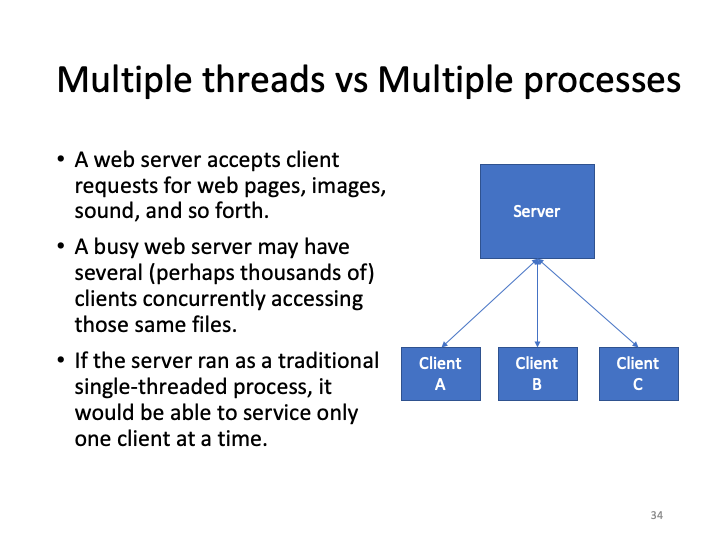 Multiple threads vs Multiple processes
• A web server accepts client
requests for web pages, images,
sound, and so forth.
• A busy web server may have
several (perhaps thousands of)
clients concurrently accessing
those same files.
• If the server ran as a traditional
single-threaded process, it
would be able to service only
one client at a time.
Server
Client
A
Client
B
Client
C
34